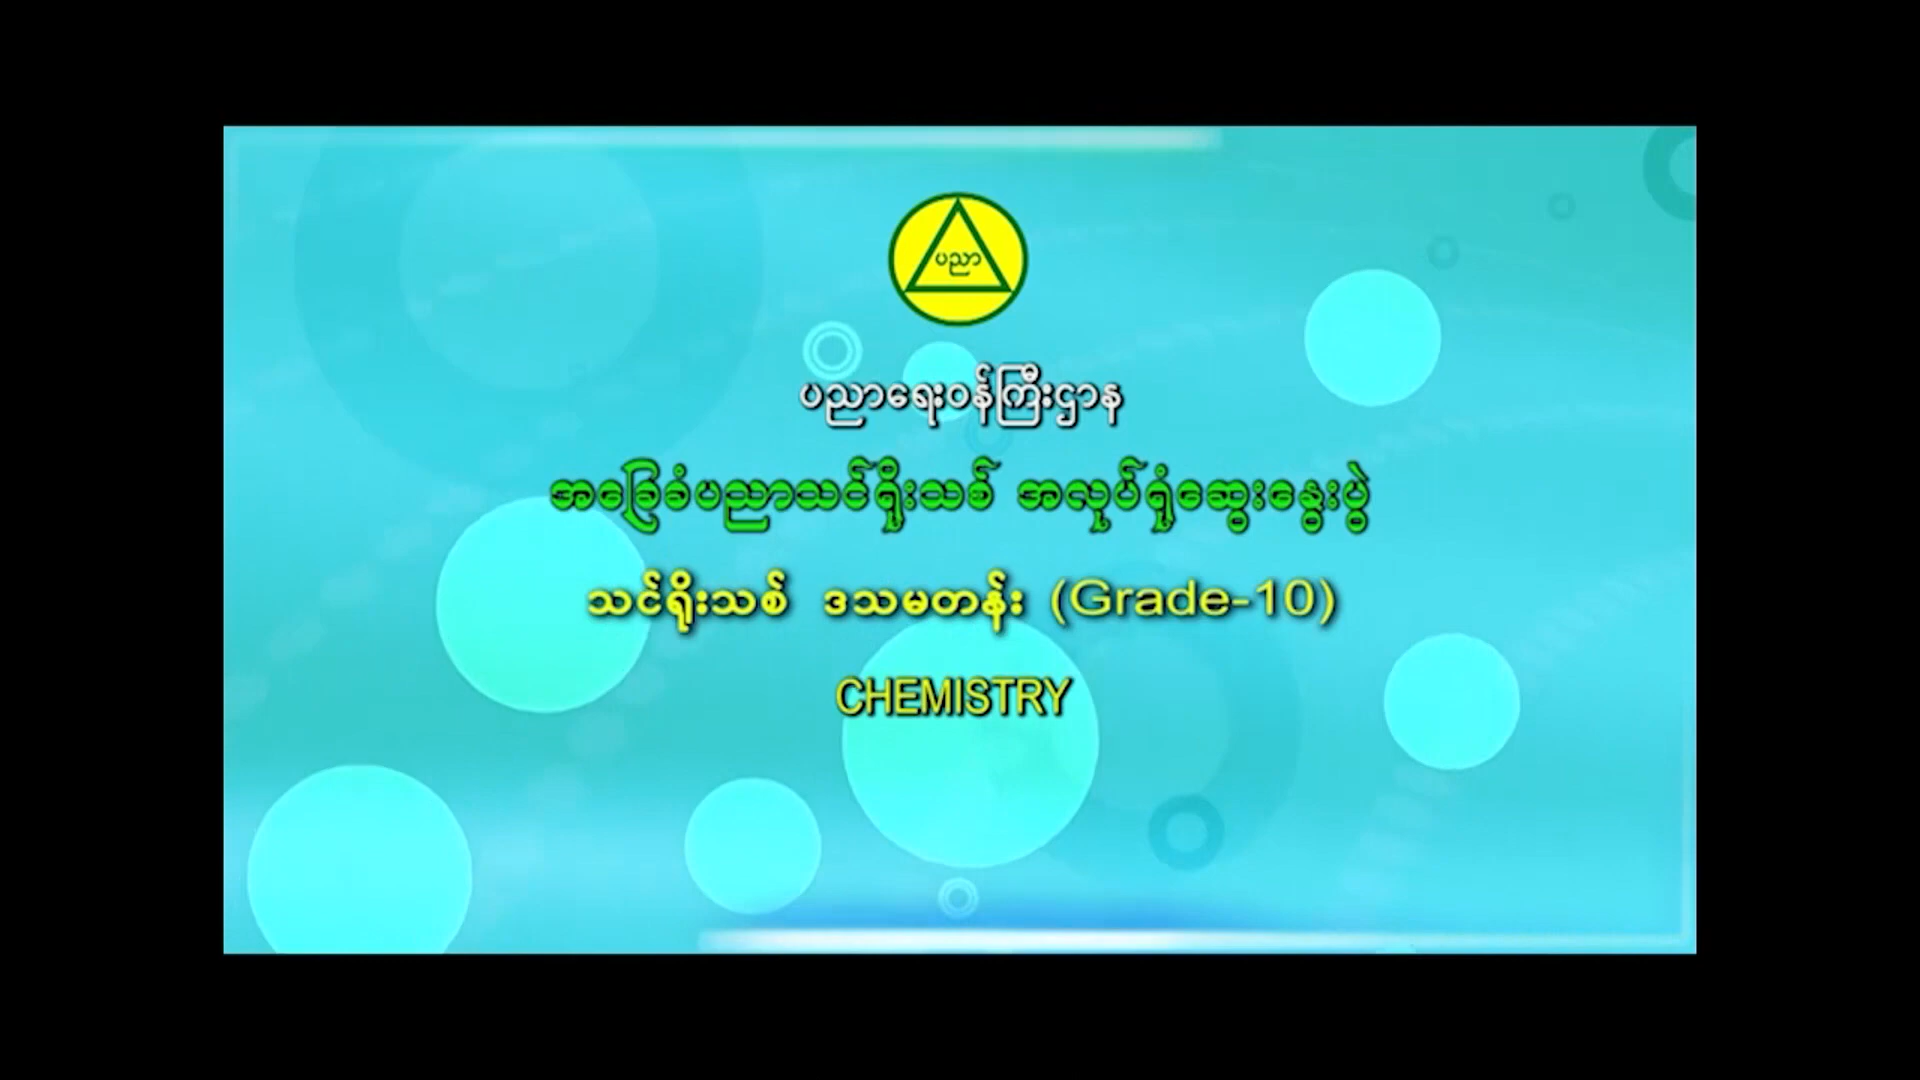 ပညာ
ပညာရေးဝန်ကြီးဌာန
အခြေခံပညာသင်ရိုးသစ် အလုပ်ရုံဆွေးနွေးပွဲ
သင်ရိုးသစ် ဒသမတန်း (Grade-10)
CHEMISTRY